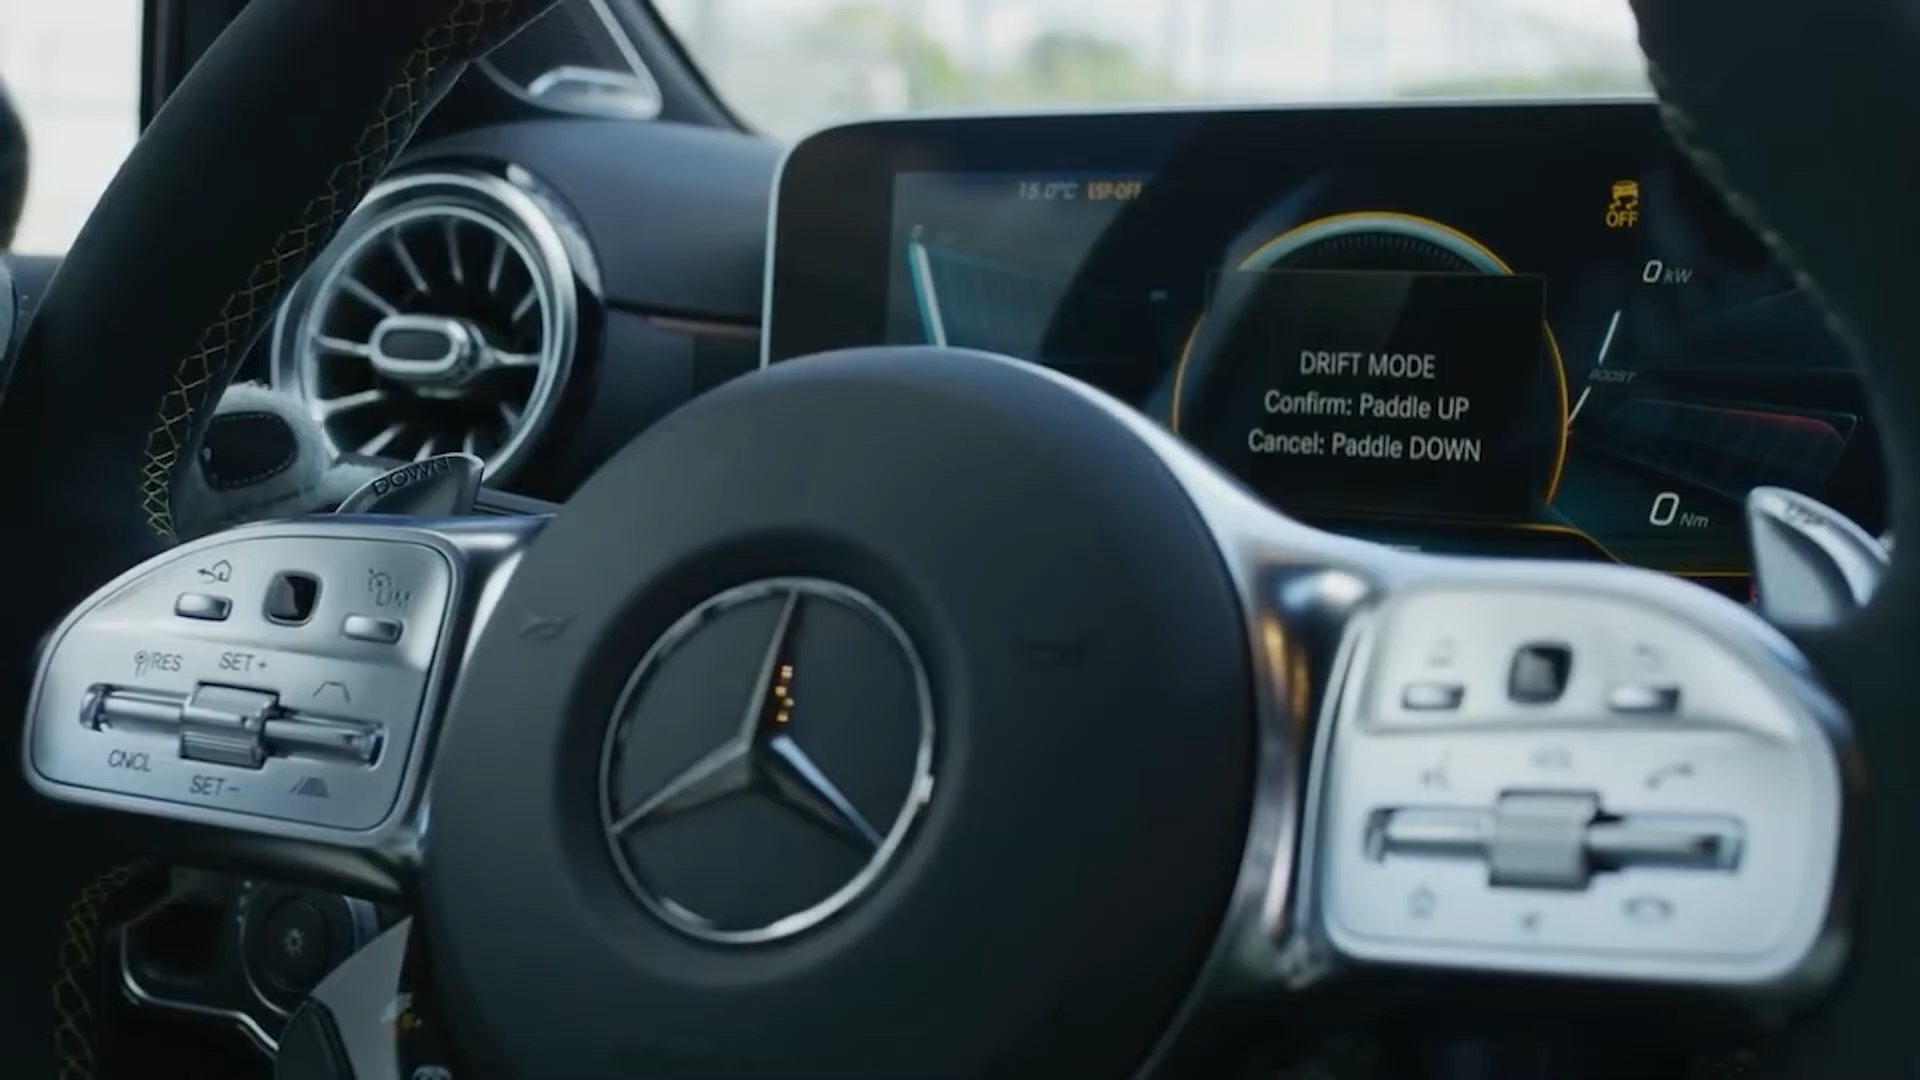 15.0°C ESP-OFF
OFF
0 kW
DRIFT MODE
BOOST
Confirm: Paddle UP
Cancel: Paddle DOWN
0 Nm
DOWN
RES
SET+
CNCL
SET-